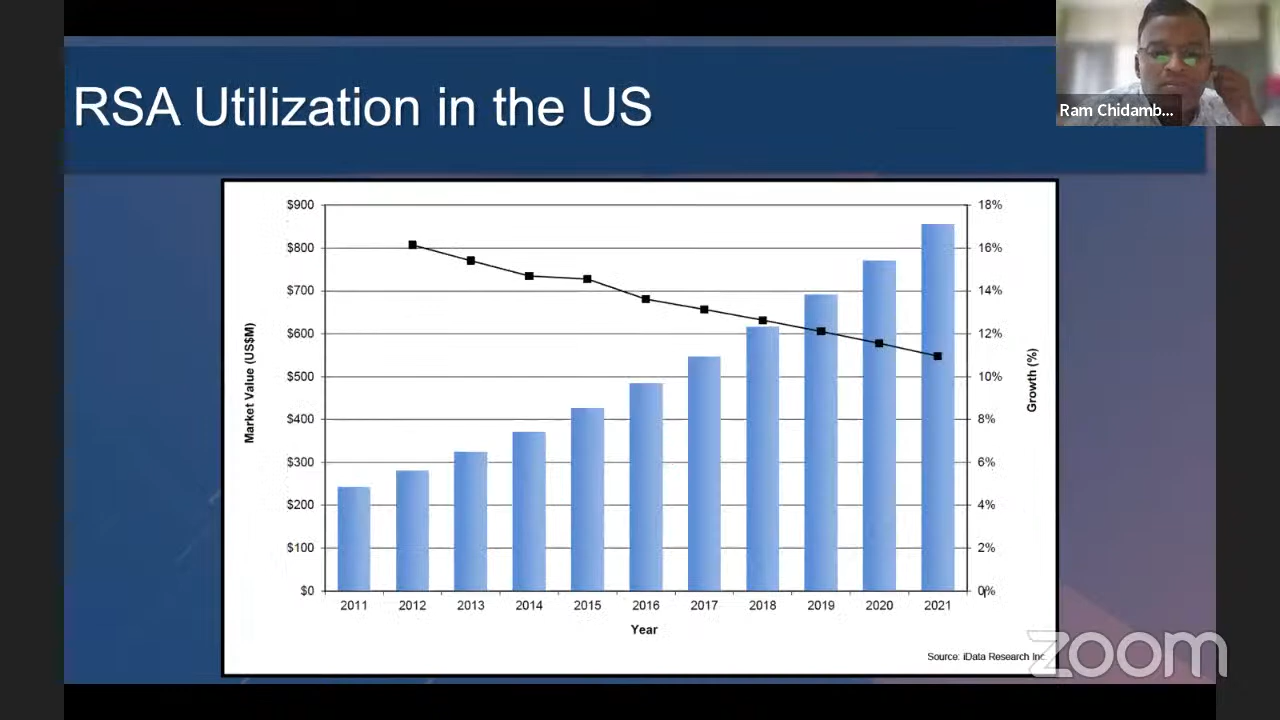 RSA Utilization in the US
Ram Chidamb...
$900
$800
$700
$600
$500
$400
$300
$200
$100
$0
Market Value (US$M)
18%
16%
14%
12%
10%
8%
6%
4%
2%
0%
Growth (%)
2011 2012 2013 2014 2015 2016 2017 2018 2019 2020 2021
Year
Source: iData Research Inc.
zoom